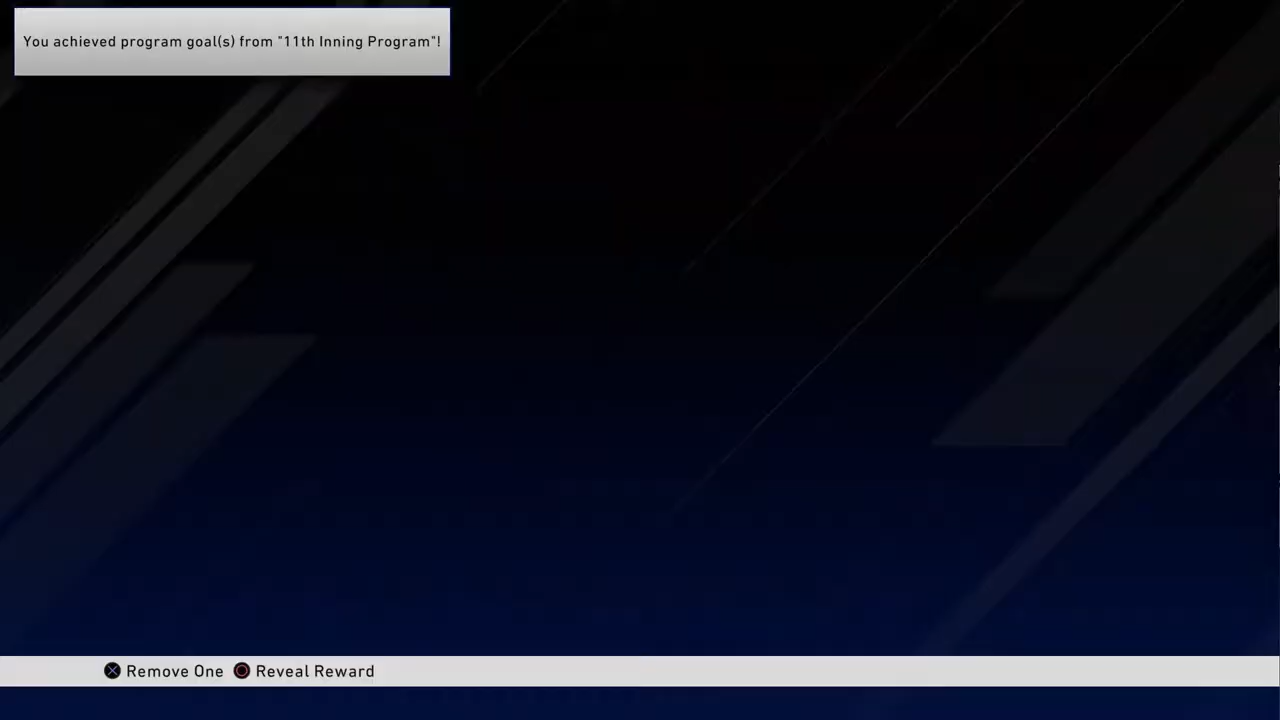 You achieved program goal(s) from "11th Inning Program"!
Remove One Reveal Reward